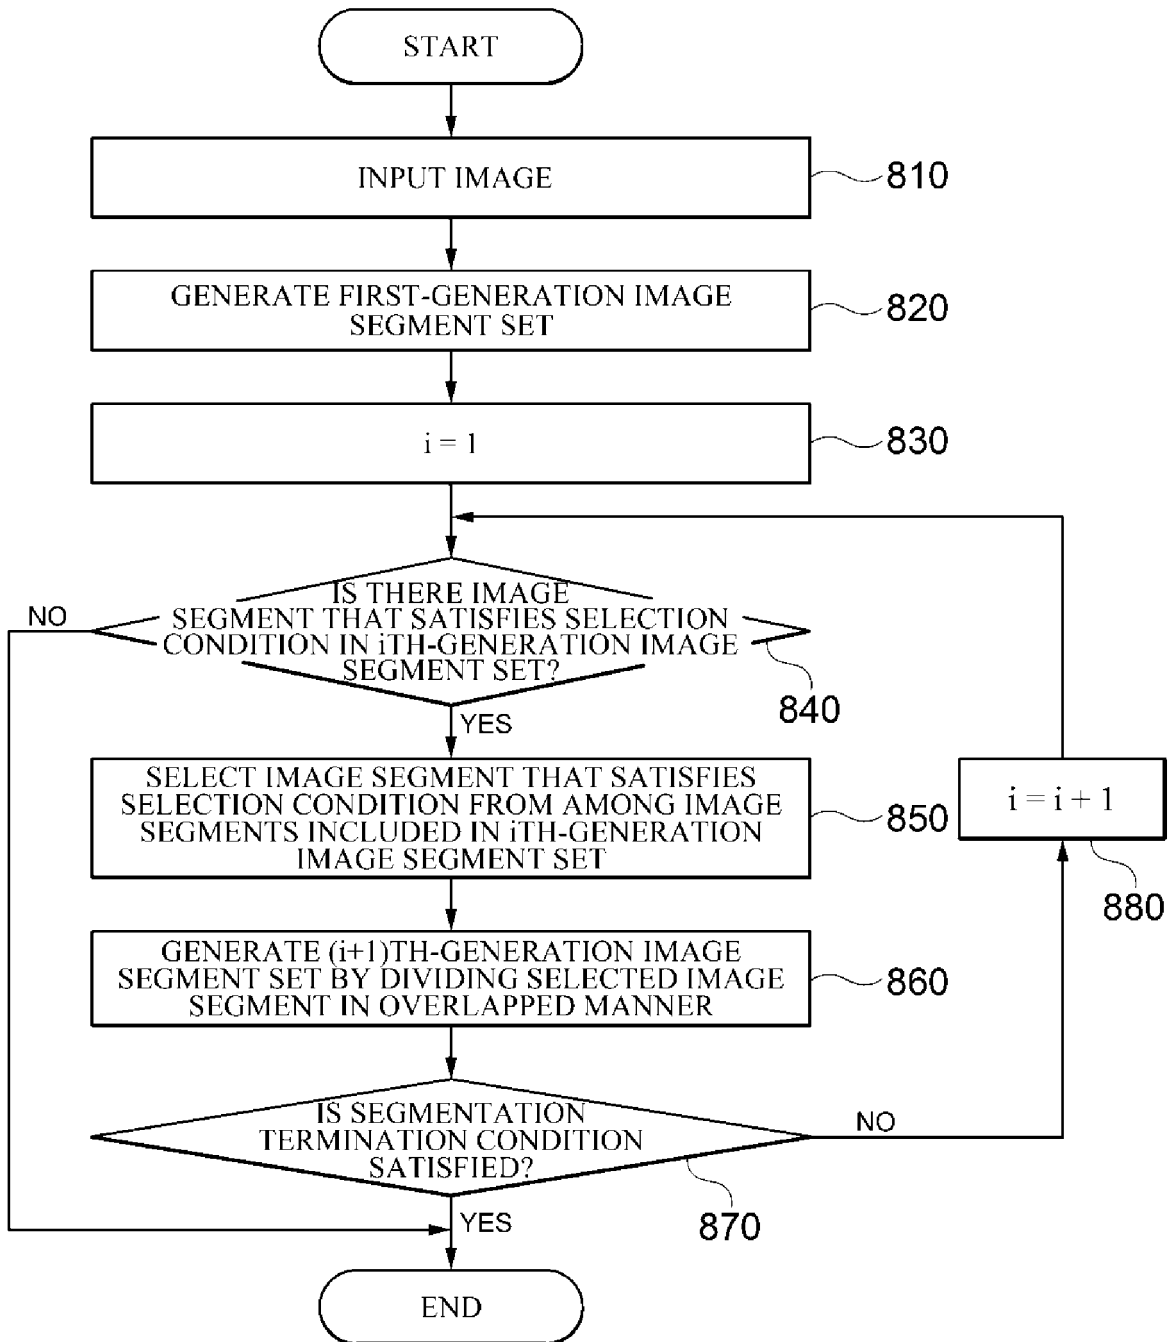 START
INPUT IMAGE
810
GENERATE FIRST-GENERATION IMAGE
SEGMENT SET
820
i = 1
830
IS THERE IMAGE
SEGMENT THAT SATISFIES SELECTION
CONDITION IN iTH-GENERATION IMAGE
SEGMENT SET?
NO
840
YES
SELECT IMAGE SEGMENT THAT SATISFIES
SELECTION CONDITION FROM AMONG IMAGE
SEGMENTS INCLUDED IN iTH-GENERATION
IMAGE SEGMENT SET
850
i = i + 1
880
GENERATE (i+1)TH-GENERATION IMAGE
SEGMENT SET BY DIVIDING SELECTED IMAGE
SEGMENT IN OVERLAPPED MANNER
860
IS SEGMENTATION
TERMINATION CONDITION
SATISFIED?
NO
870
YES
END